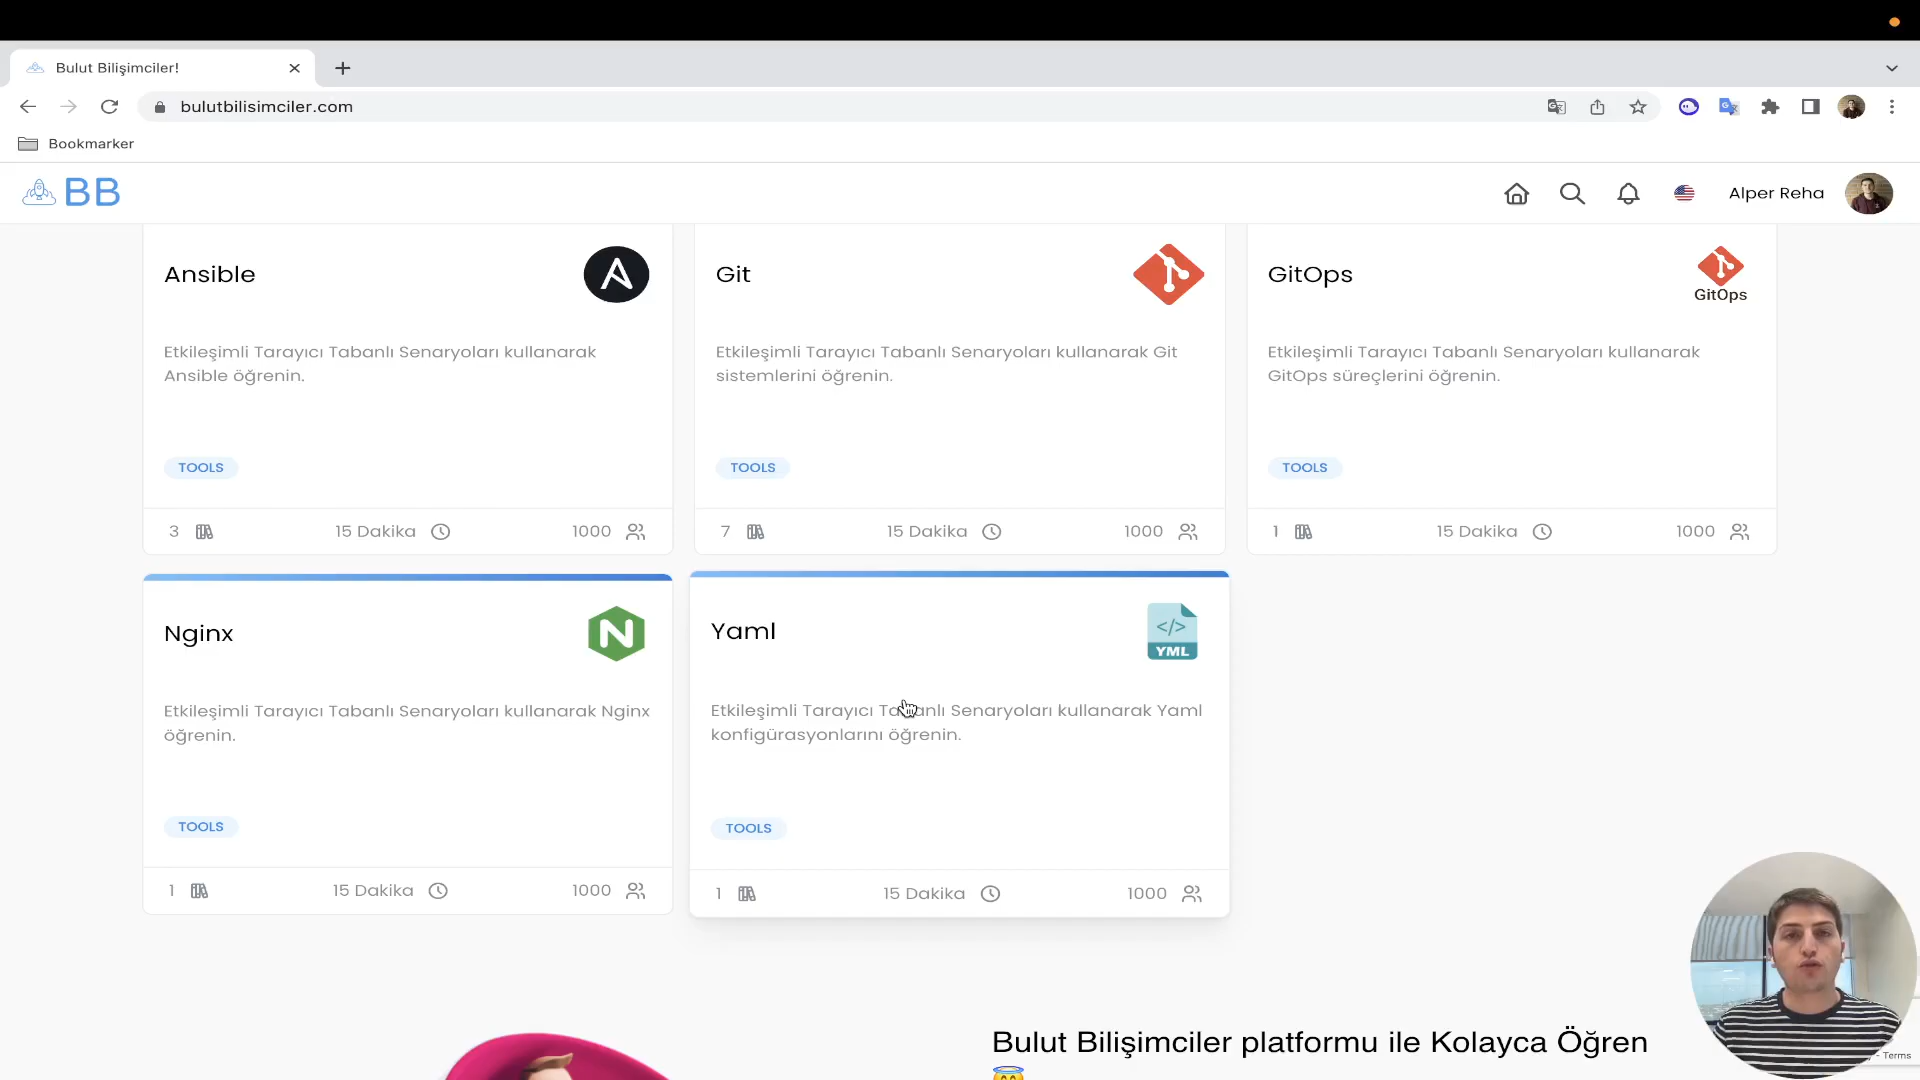 Bulut Bilişimciler!
bulutbilisimciler.com
Bookmarker
BB
Alper Reha
Ansible
Etkileşimli Tarayıcı Tabanlı Senaryoları kullanarak
Ansible öğrenin.
TOOLS
3 15 Dakika 1000
Git
Etkileşimli Tarayıcı Tabanlı Senaryoları kullanarak Git
sistemlerini öğrenin.
TOOLS
7 15 Dakika 1000
GitOps
GitOps
Etkileşimli Tarayıcı Tabanlı Senaryoları kullanarak
GitOps süreçlerini öğrenin.
TOOLS
1 15 Dakika 1000
Nginx
N
Etkileşimli Tarayıcı Tabanlı Senaryoları kullanarak Nginx
öğrenin.
TOOLS
1 15 Dakika 1000
Yaml
</>
YML
Etkileşimli Tarayıcı Tabanlı Senaryoları kullanarak Yaml
konfigürasyonlarını öğrenin.
TOOLS
1 15 Dakika 1000
Bulut Bilişimciler platformu ile Kolayca Öğren
- Terms